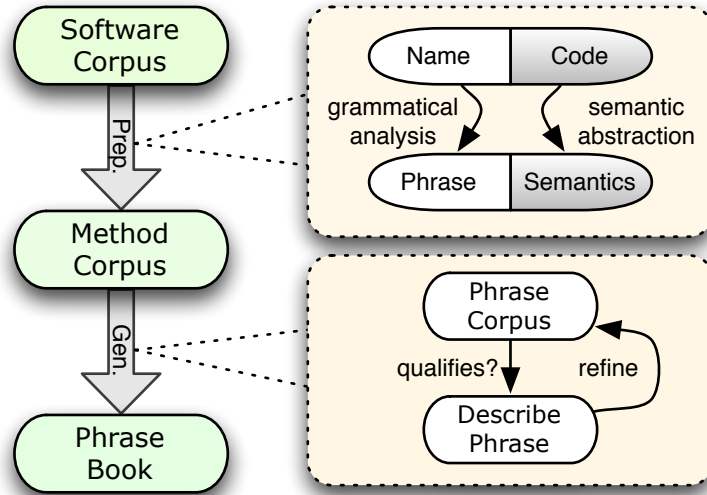 Software
Corpus
Prep.
Method
Corpus
Gen.
Phrase
Book
Name
Code
grammatical
analysis
semantic
abstraction
Phrase
Semantics
Phrase
Corpus
qualifies?
refine
Describe
Phrase